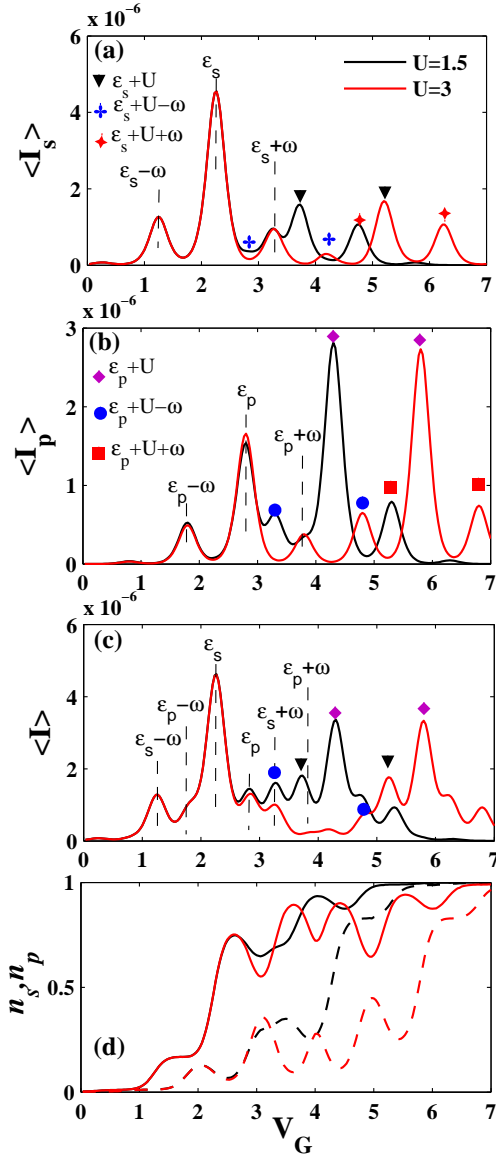 x 10⁻⁶
(a)
ε_s
U=1.5
U=3
ε_s+U
ε_s+U−ω
ε_s+U+ω
ε_s−ω
ε_s+ω
<I_s>
6
4
2
0
0 1 2 3 4 5 6 7
x 10⁻⁶
(b)
ε_p+U
ε_p+U−ω
ε_p+U+ω
ε_p
ε_p+ω
ε_p−ω
<I_p>
3
2
1
0
0 1 2 3 4 5 6 7
x 10⁻⁶
(c)
ε_s
ε_p+ω
ε_p−ω
ε_s+ω
ε_s−ω
ε_p
<I>
6
4
2
0
0 1 2 3 4 5 6 7
n_s,n_p
1
0.5
0
(d)
0 1 2 3 4 5 6 7
V_G